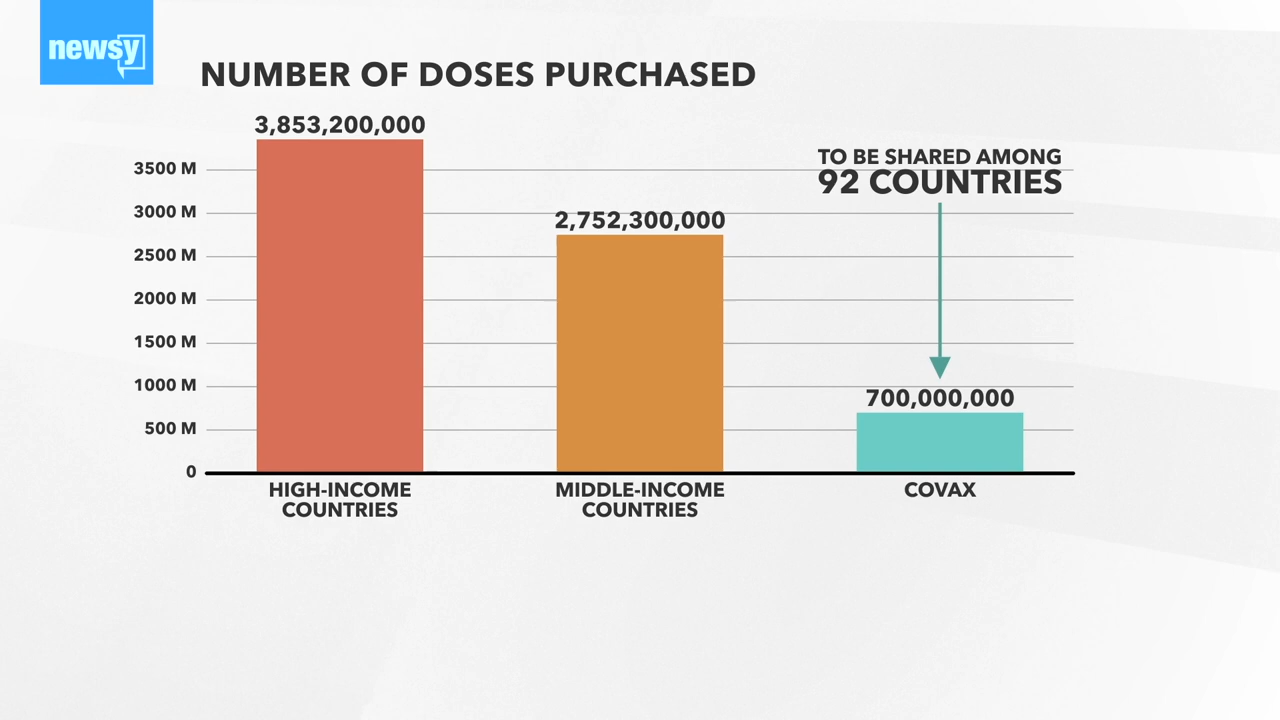 newsy
NUMBER OF DOSES PURCHASED
3,853,200,000
TO BE SHARED AMONG
92 COUNTRIES
3500 M
3000 M
2,752,300,000
2500 M
2000 M
1500 M
1000 M
700,000,000
500 M
0
HIGH-INCOME
COUNTRIES
MIDDLE-INCOME
COUNTRIES
COVAX